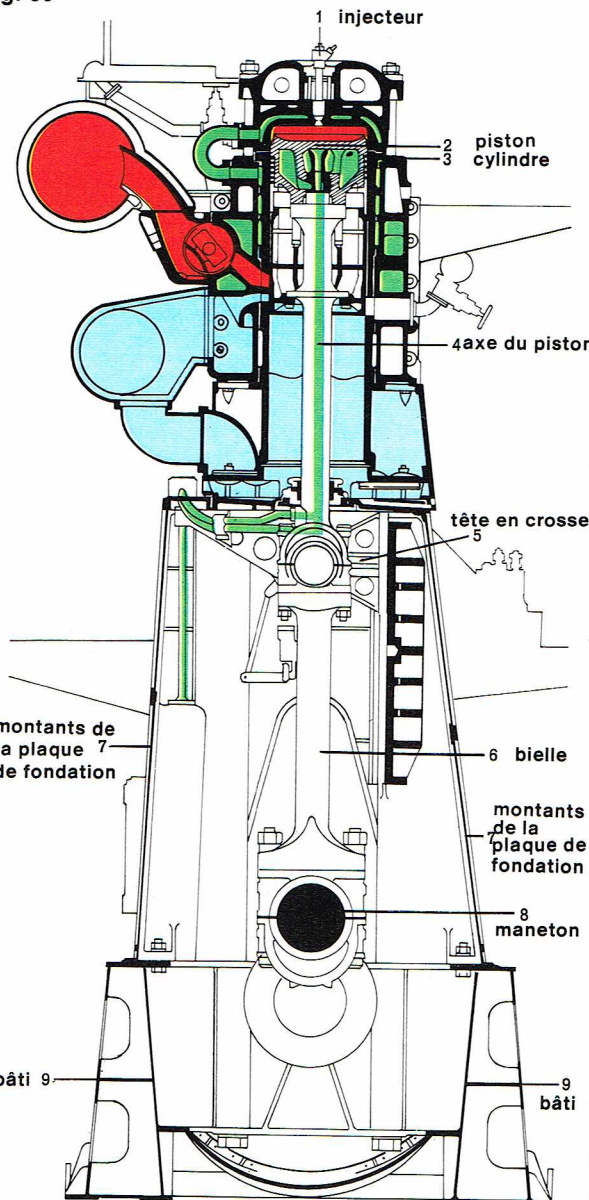 1 injecteur
2 piston
3 cylindre
4 axe du piston
tête en crosse
5
montants de
la plaque 7
de fondation
6 bielle
montants
7 de la
plaque de
fondation
8
maneton
bâti 9
9
bâti